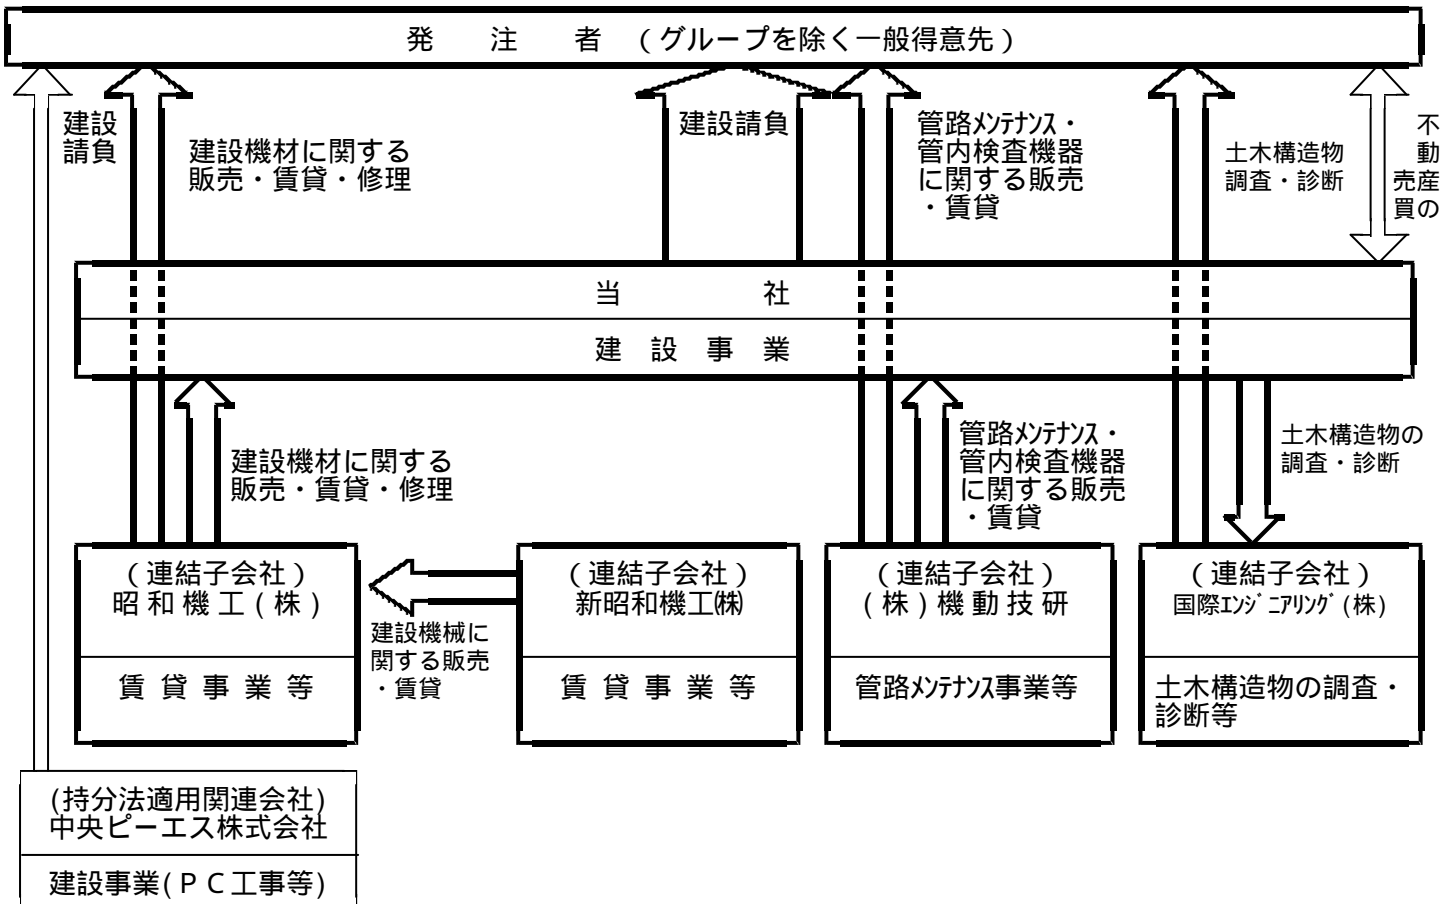 発　注　者　(グループを除く一般得意先)
建設
請負
建設機材に関する
販売・賃貸・修理
建設請負
管路メンテナンス・
管内検査機器
に関する販売
・賃貸
土木構造物
調査・診断
不動産の
売買
当　社
建　設　事　業
建設機材に関する
販売・賃貸・修理
管路メンテナンス・
管内検査機器
に関する販売
・賃貸
土木構造物の
調査・診断
(連結子会社)
昭和機工(株)
賃貸事業等
建設機械に
関する販売
・賃貸
(連結子会社)
新昭和機工㈱
賃貸事業等
(連結子会社)
(株)機動技研
管路メンテナンス事業等
(連結子会社)
国際ｴﾝｼﾞﾆｱﾘﾝｸﾞ(株)
土木構造物の調査・
診断等
(持分法適用関連会社)
中央ピーエス株式会社
建設事業(ＰＣ工事等)